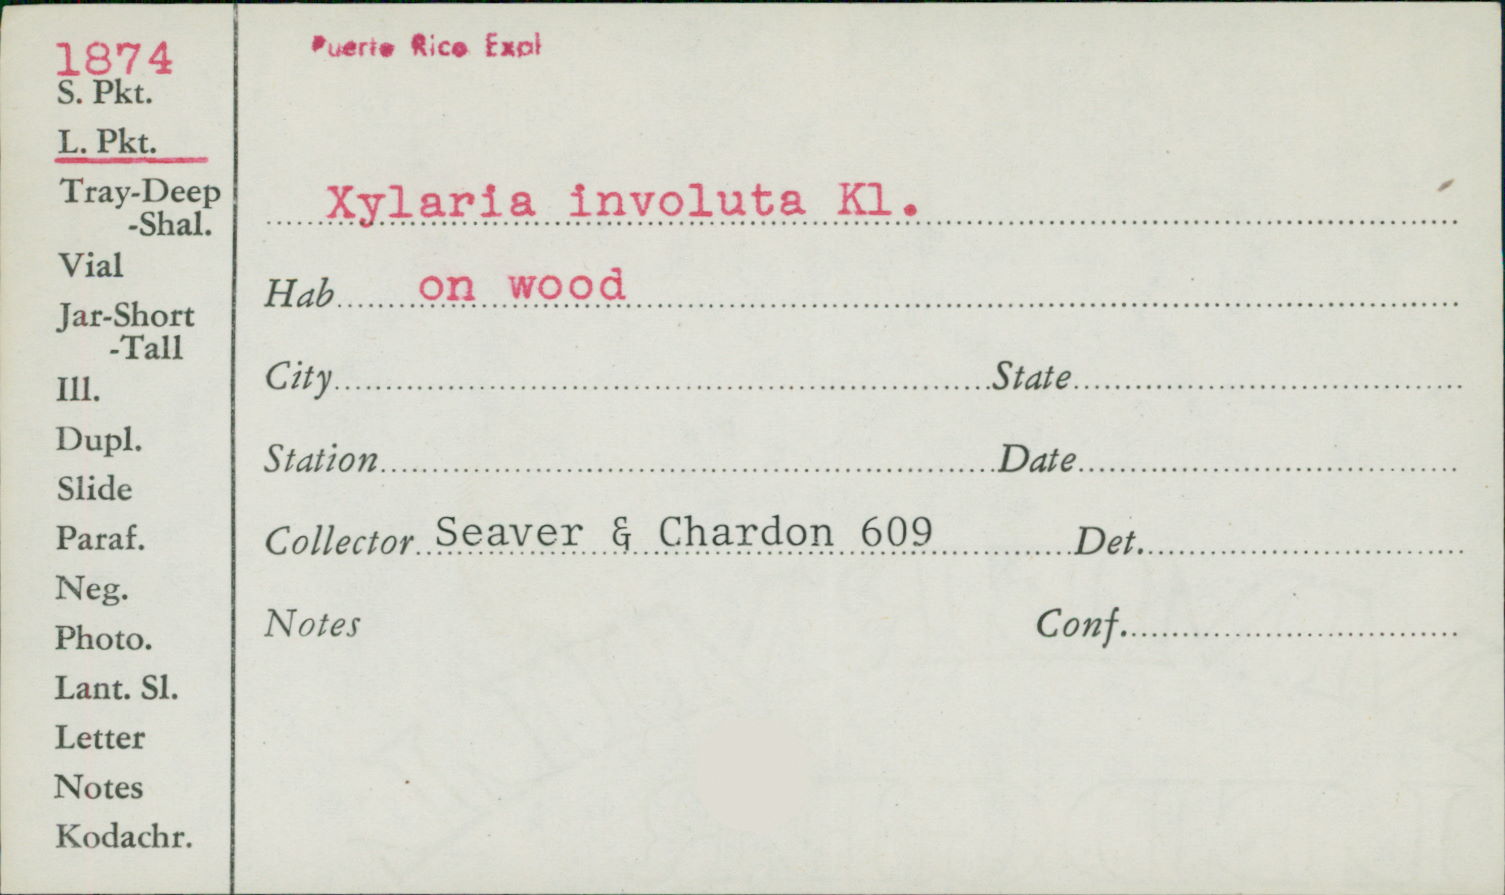 1874
S. Pkt.
L. Pkt.
Tray-Deep
-Shal.
Vial
Jar-Short
-Tall
Ill.
Dupl.
Slide
Paraf.
Neg.
Photo.
Lant. Sl.
Letter
Notes
Kodachr.
Puerto Rico Expl
Xylaria involuta Kl.
Hab on wood
City State
Station Date
Collector Seaver & Chardon 609 Det.
Notes Conf.